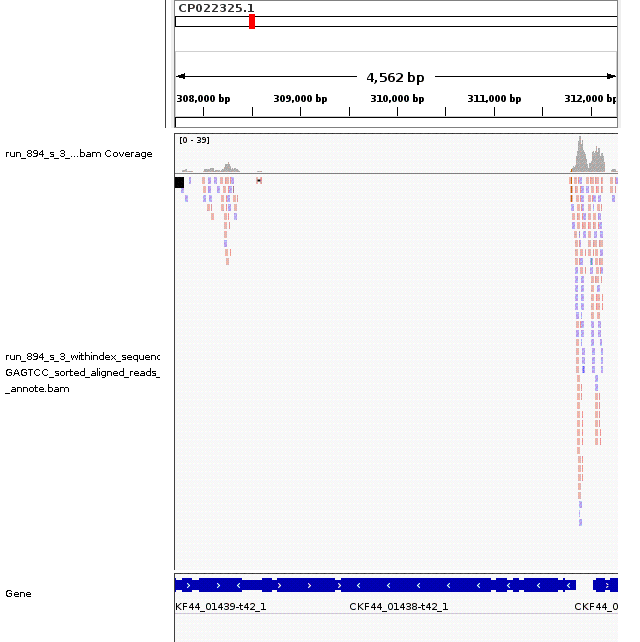 CP022325.1
4,562 bp
308,000 bp 309,000 bp 310,000 bp 311,000 bp 312,000 bp
[0 - 39]
run_894_s_3_...bam Coverage
run_894_s_3_withindex_sequenc
GAGTCC_sorted_aligned_reads_
_annote.bam
Gene
KF44_01439-t42_1 CKF44_01438-t42_1 CKF44_0